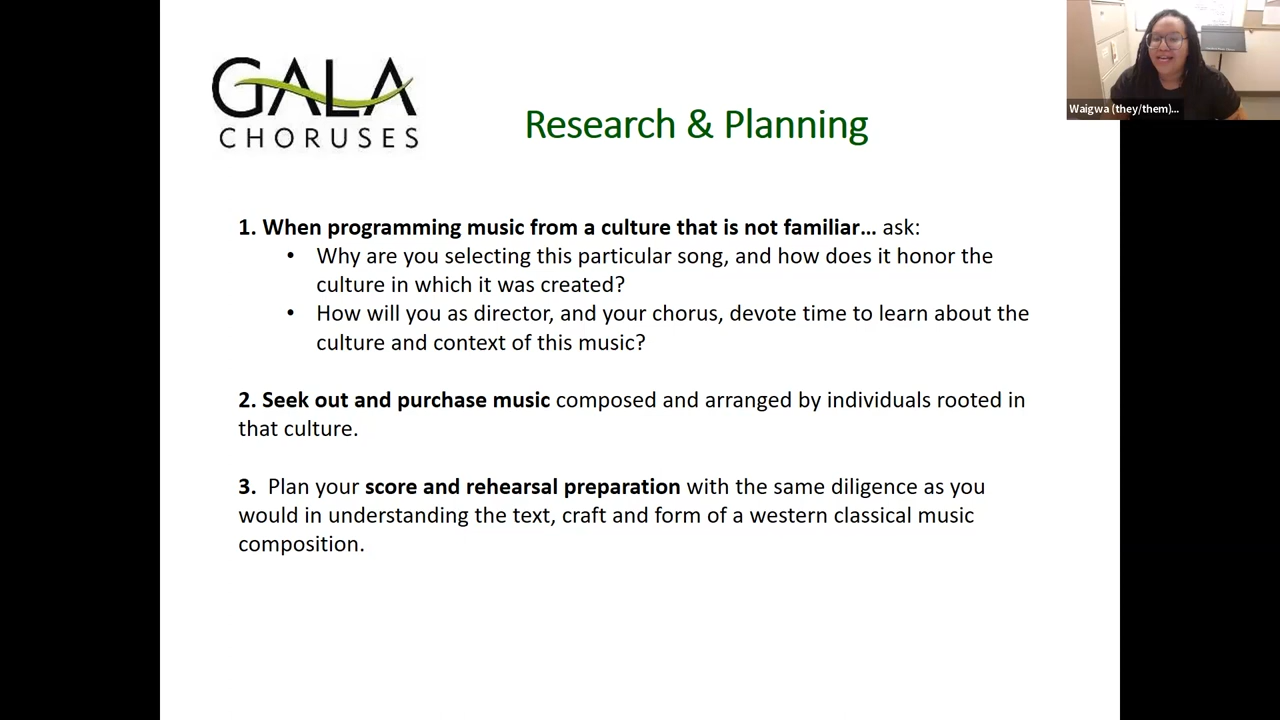 GALA
CHORUSES
Research & Planning
Waigwa (they/them)...
1. When programming music from a culture that is not familiar... ask:
• Why are you selecting this particular song, and how does it honor the
culture in which it was created?
• How will you as director, and your chorus, devote time to learn about the
culture and context of this music?
2. Seek out and purchase music composed and arranged by individuals rooted in
that culture.
3. Plan your score and rehearsal preparation with the same diligence as you
would in understanding the text, craft and form of a western classical music
composition.